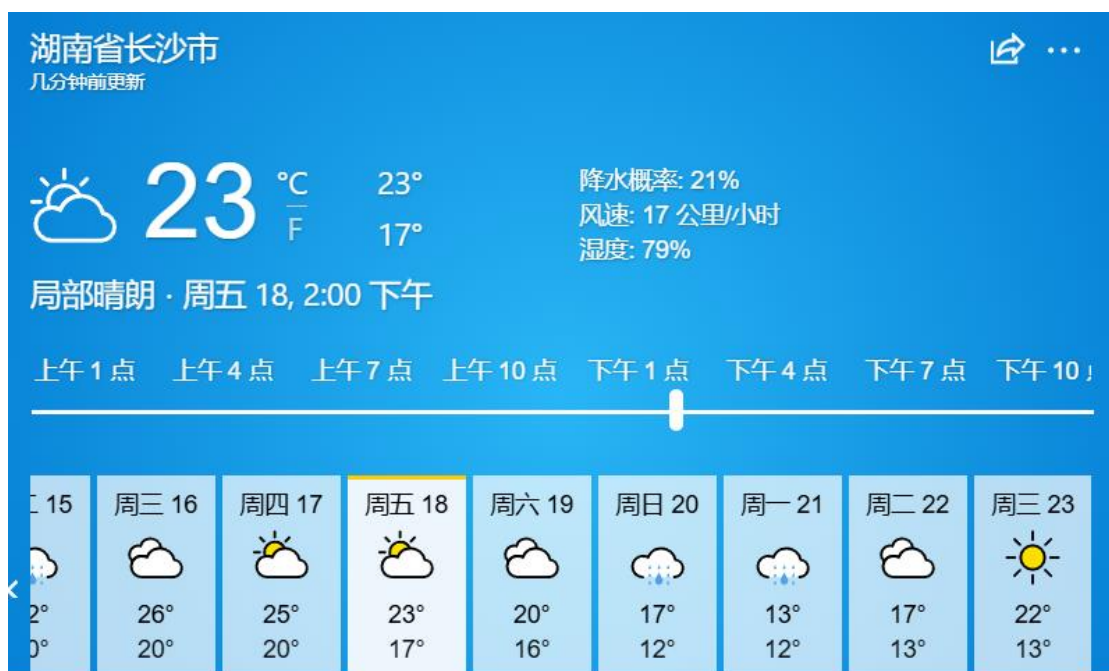 湖南省长沙市
几分钟前更新
23 °C
F
23°
17°
降水概率: 21%
风速: 17 公里/小时
湿度: 79%
局部晴朗 · 周五 18, 2:00 下午
上午 1 点 上午 4 点 上午 7 点 上午 10 点 下午 1 点 下午 4 点 下午 7 点 下午 10
15 周三 16 周四 17 周五 18 周六 19 周日 20 周一 21 周二 22 周三 23
2° 26° 25° 23° 20° 17° 13° 17° 22°
0° 20° 20° 17° 16° 12° 12° 13° 13°